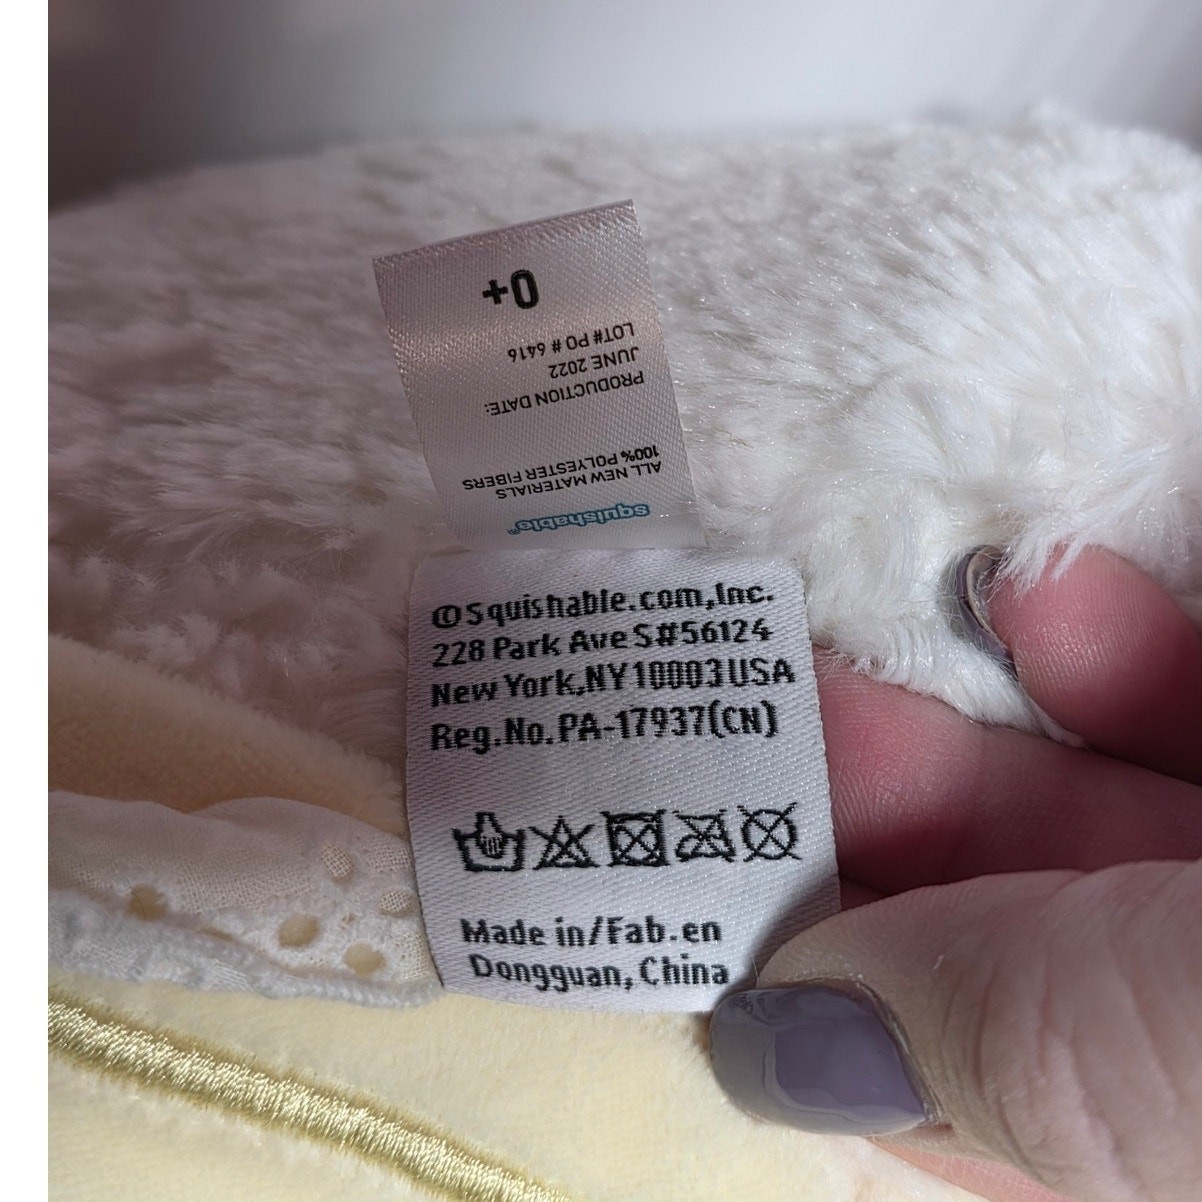 squishable®
ALL NEW MATERIALS
100% POLYESTER FIBERS
PRODUCTION DATE:
JUNE 2022
LOT# PO # 6416
0+
©Squishable.com,Inc.
228 Park Ave S#56124
New York,NY10003USA
Reg.No.PA-17937(CN)
Made in/Fab.en
Dongguan, China